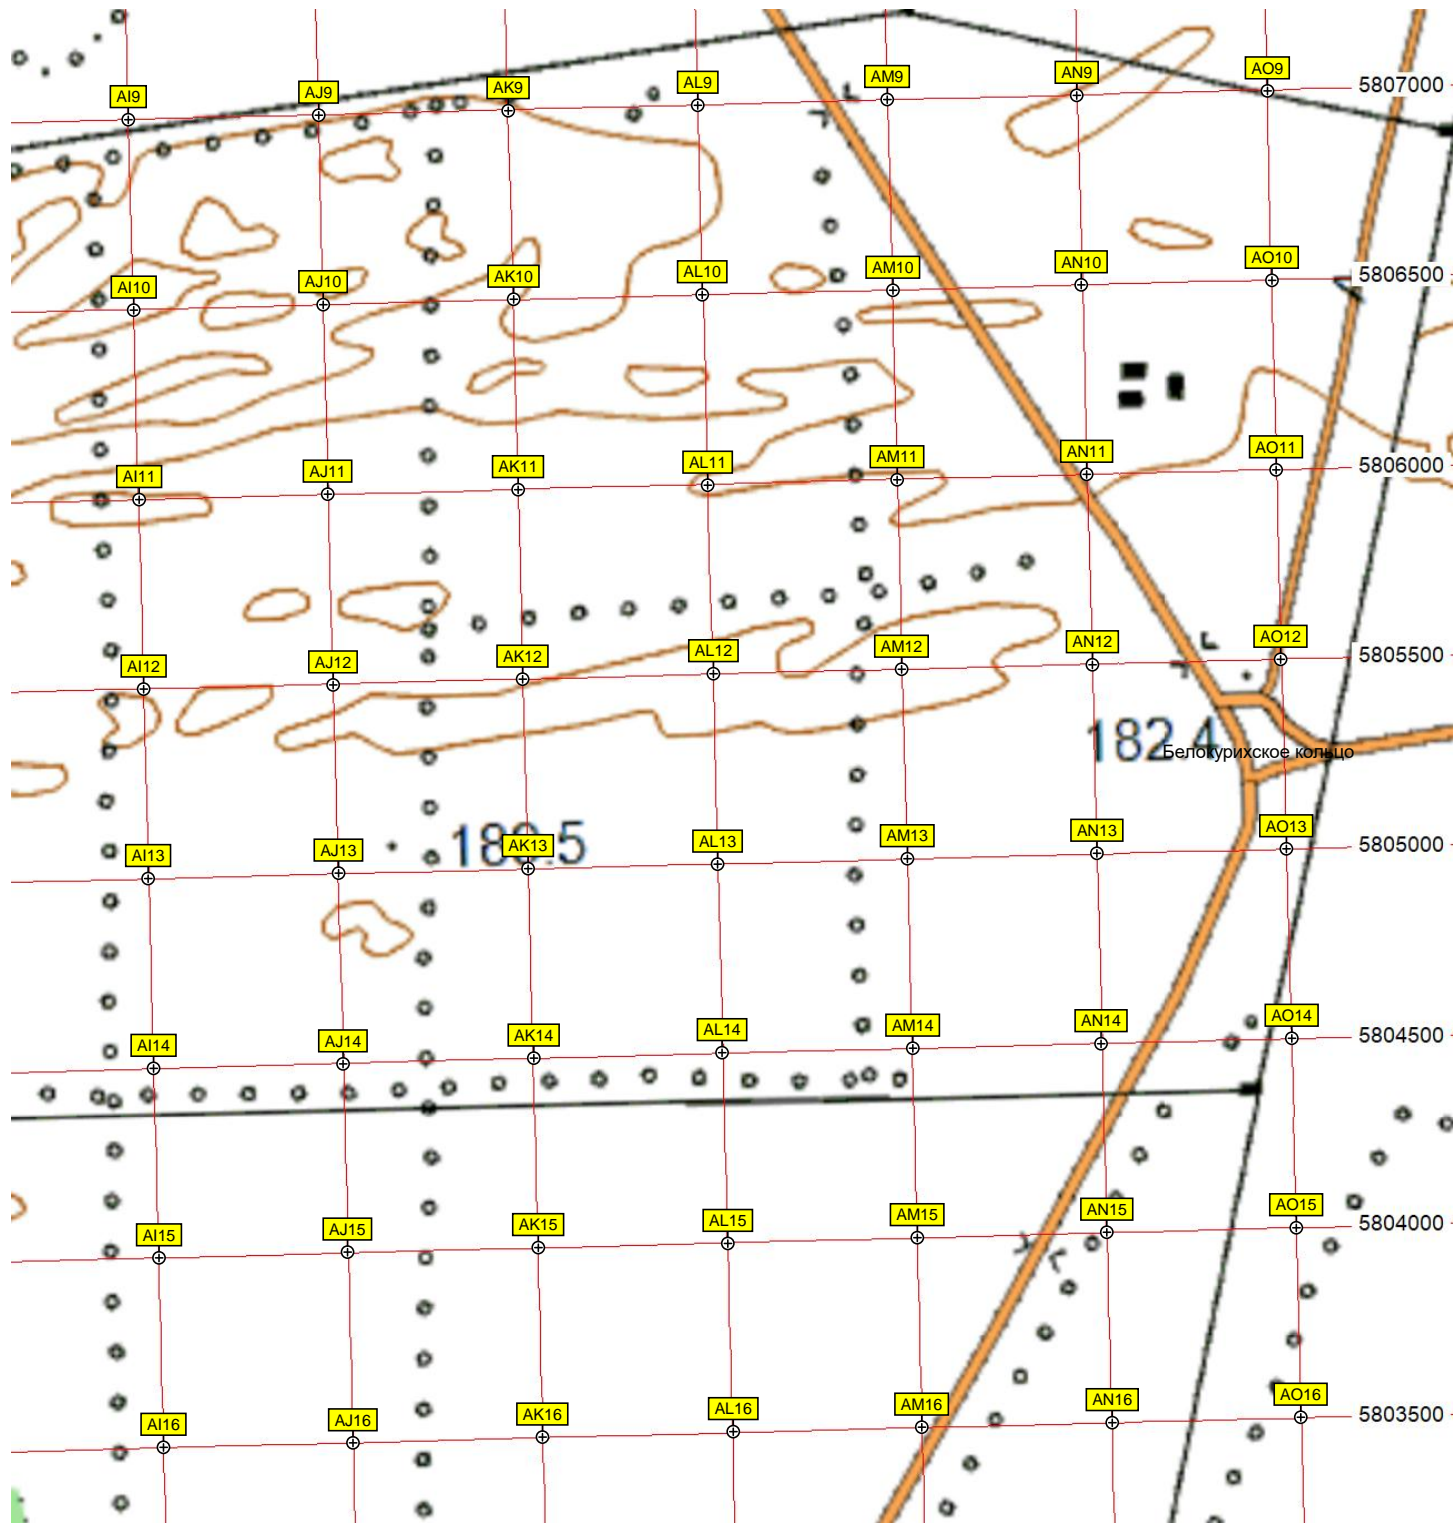 AI9 AJ9 AK9 AL9 AM9 AN9 AO9 5807000
AI10 AJ10 AK10 AL10 AM10 AN10 AO10 5806500
AI11 AJ11 AK11 AL11 AM11 AN11 AO11 5806000
AI12 AJ12 AK12 AL12 AM12 AN12 AO12 5805500
182.4
Белокурихское кольцо
AI13 AJ13 AK13 AL13 AM13 AN13 AO13 5805000
AI14 AJ14 AK14 AL14 AM14 AN14 AO14 5804500
AI15 AJ15 AK15 AL15 AM15 AN15 AO15 5804000
AI16 AJ16 AK16 AL16 AM16 AN16 AO16 5803500